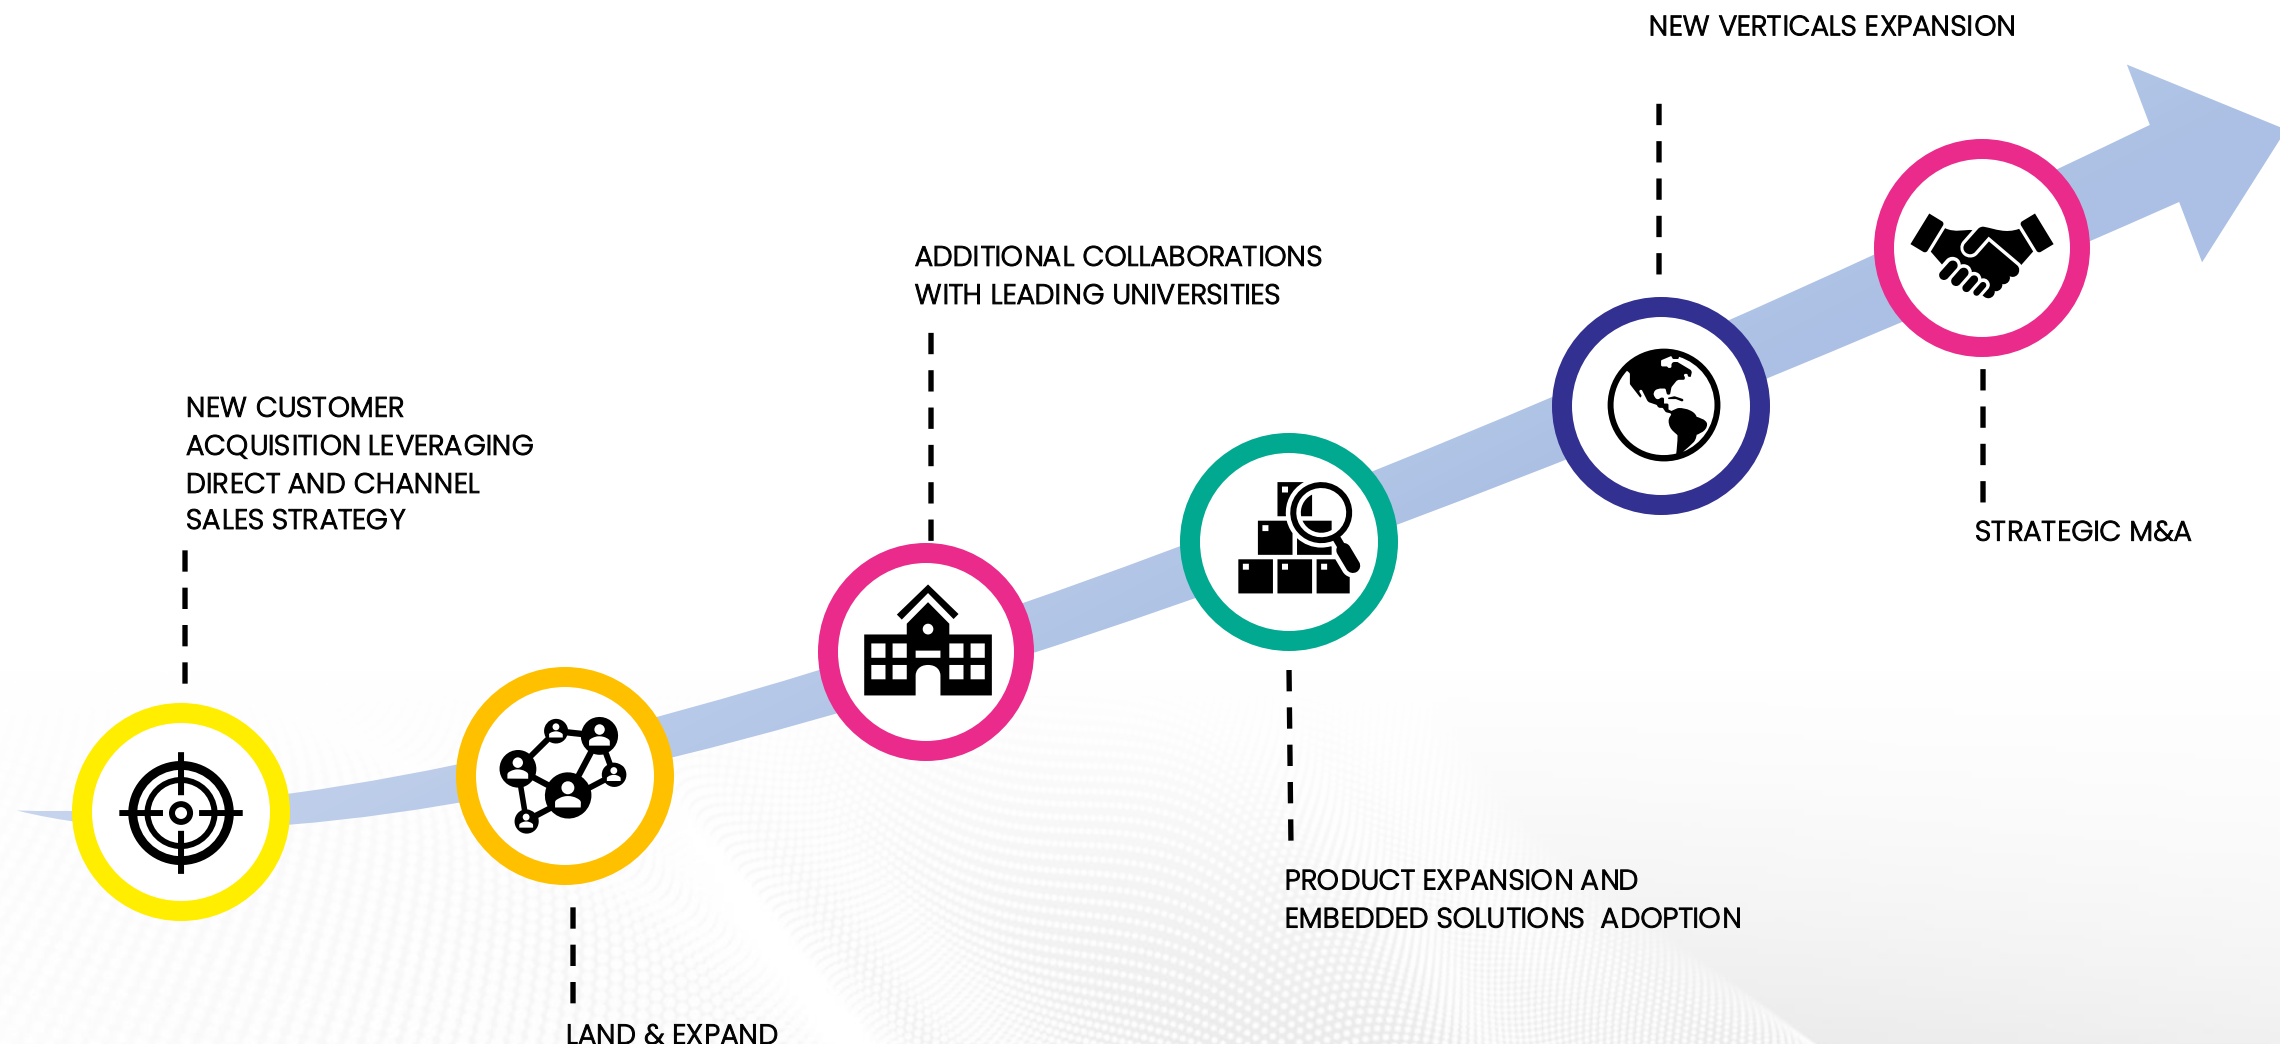 NEW CUSTOMER
ACQUISITION LEVERAGING
DIRECT AND CHANNEL
SALES STRATEGY
LAND & EXPAND
ADDITIONAL COLLABORATIONS
WITH LEADING UNIVERSITIES
PRODUCT EXPANSION AND
EMBEDDED SOLUTIONS  ADOPTION
NEW VERTICALS EXPANSION
STRATEGIC M&A